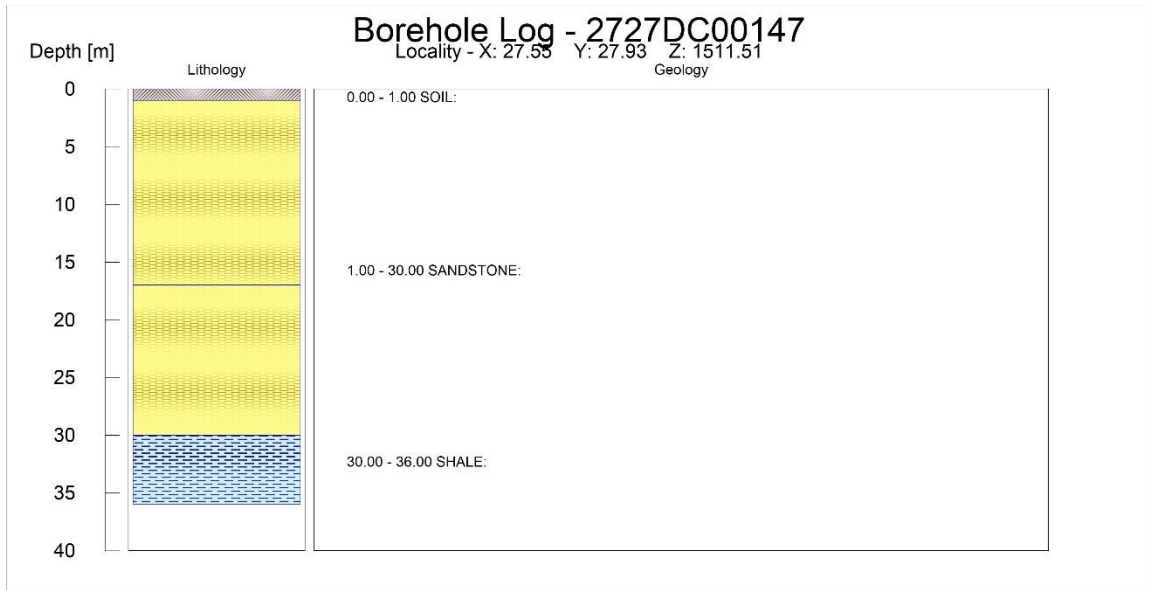 Borehole Log - 2727DC00147
Locality - X: 27.55 Y: 27.93 Z: 1511.51
Depth [m]
Lithology
Geology
0
0.00 - 1.00 SOIL:
5
10
15
1.00 - 30.00 SANDSTONE:
20
25
30
30.00 - 36.00 SHALE:
35
40